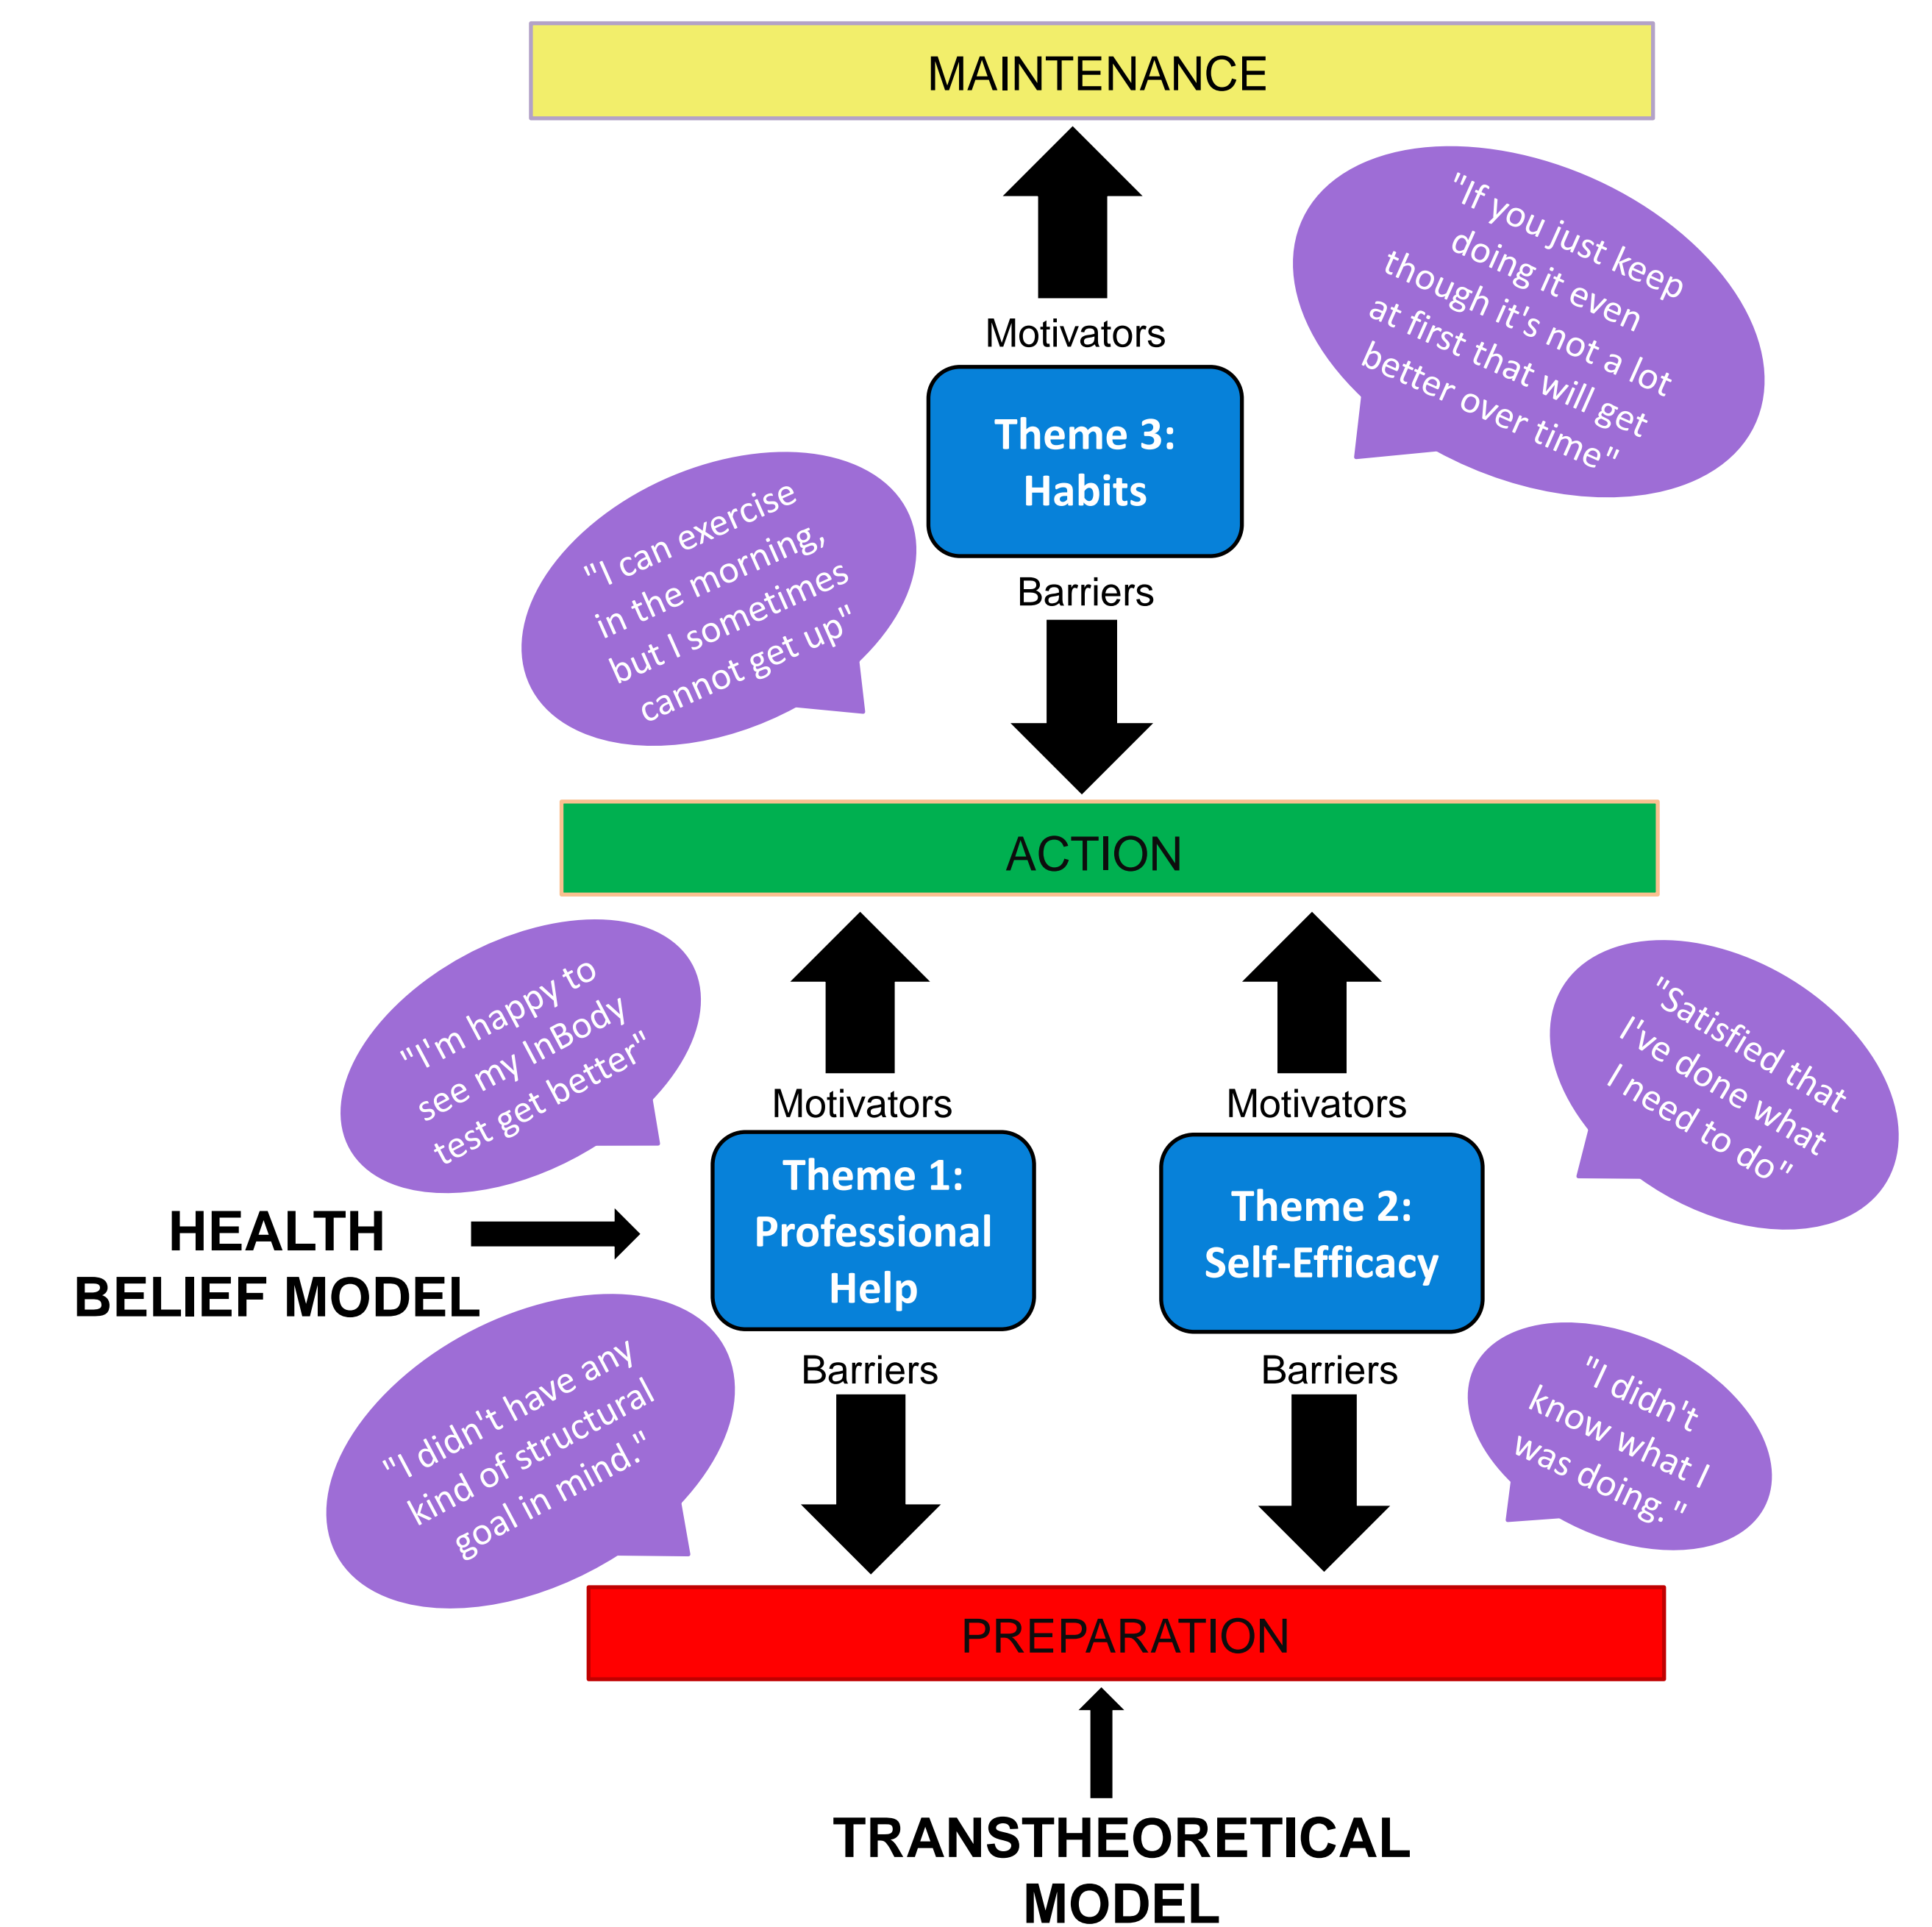 MAINTENANCE
"If you just keep
doing it even
though it's not a lot
at first that will get
better over time"
Motivators
Theme 3:
Habits
"I can exercise
in the morning,
but I sometimes
cannot get up"
Barriers
ACTION
"I'm happy to
see my InBody
test get better"
"Satisfied that
I've done what
I need to do"
Motivators
Motivators
Theme 1:
Professional
Help
Theme 2:
Self-Efficacy
HEALTH
BELIEF MODEL
Barriers
Barriers
"I didn't have any
kind of structural
goal in mind."
"I didn't
know what I
was doing."
PREPARATION
TRANSTHEORETICAL
MODEL